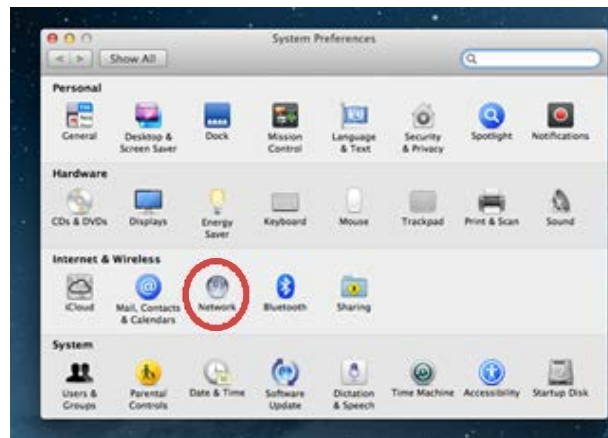 System Preferences
Show All
Personal
General
Desktop &
Screen Saver
Dock
Mission
Control
Language
& Text
Security
& Privacy
Spotlight
Notifications
Hardware
CDs & DVDs
Displays
Energy
Saver
Keyboard
Mouse
Trackpad
Print & Scan
Sound
Internet & Wireless
iCloud
Mail, Contacts
& Calendars
Network
Bluetooth
Sharing
System
Users &
Groups
Parental
Controls
Date & Time
Software
Update
Dictation
& Speech
Time Machine
Accessibility
Startup Disk